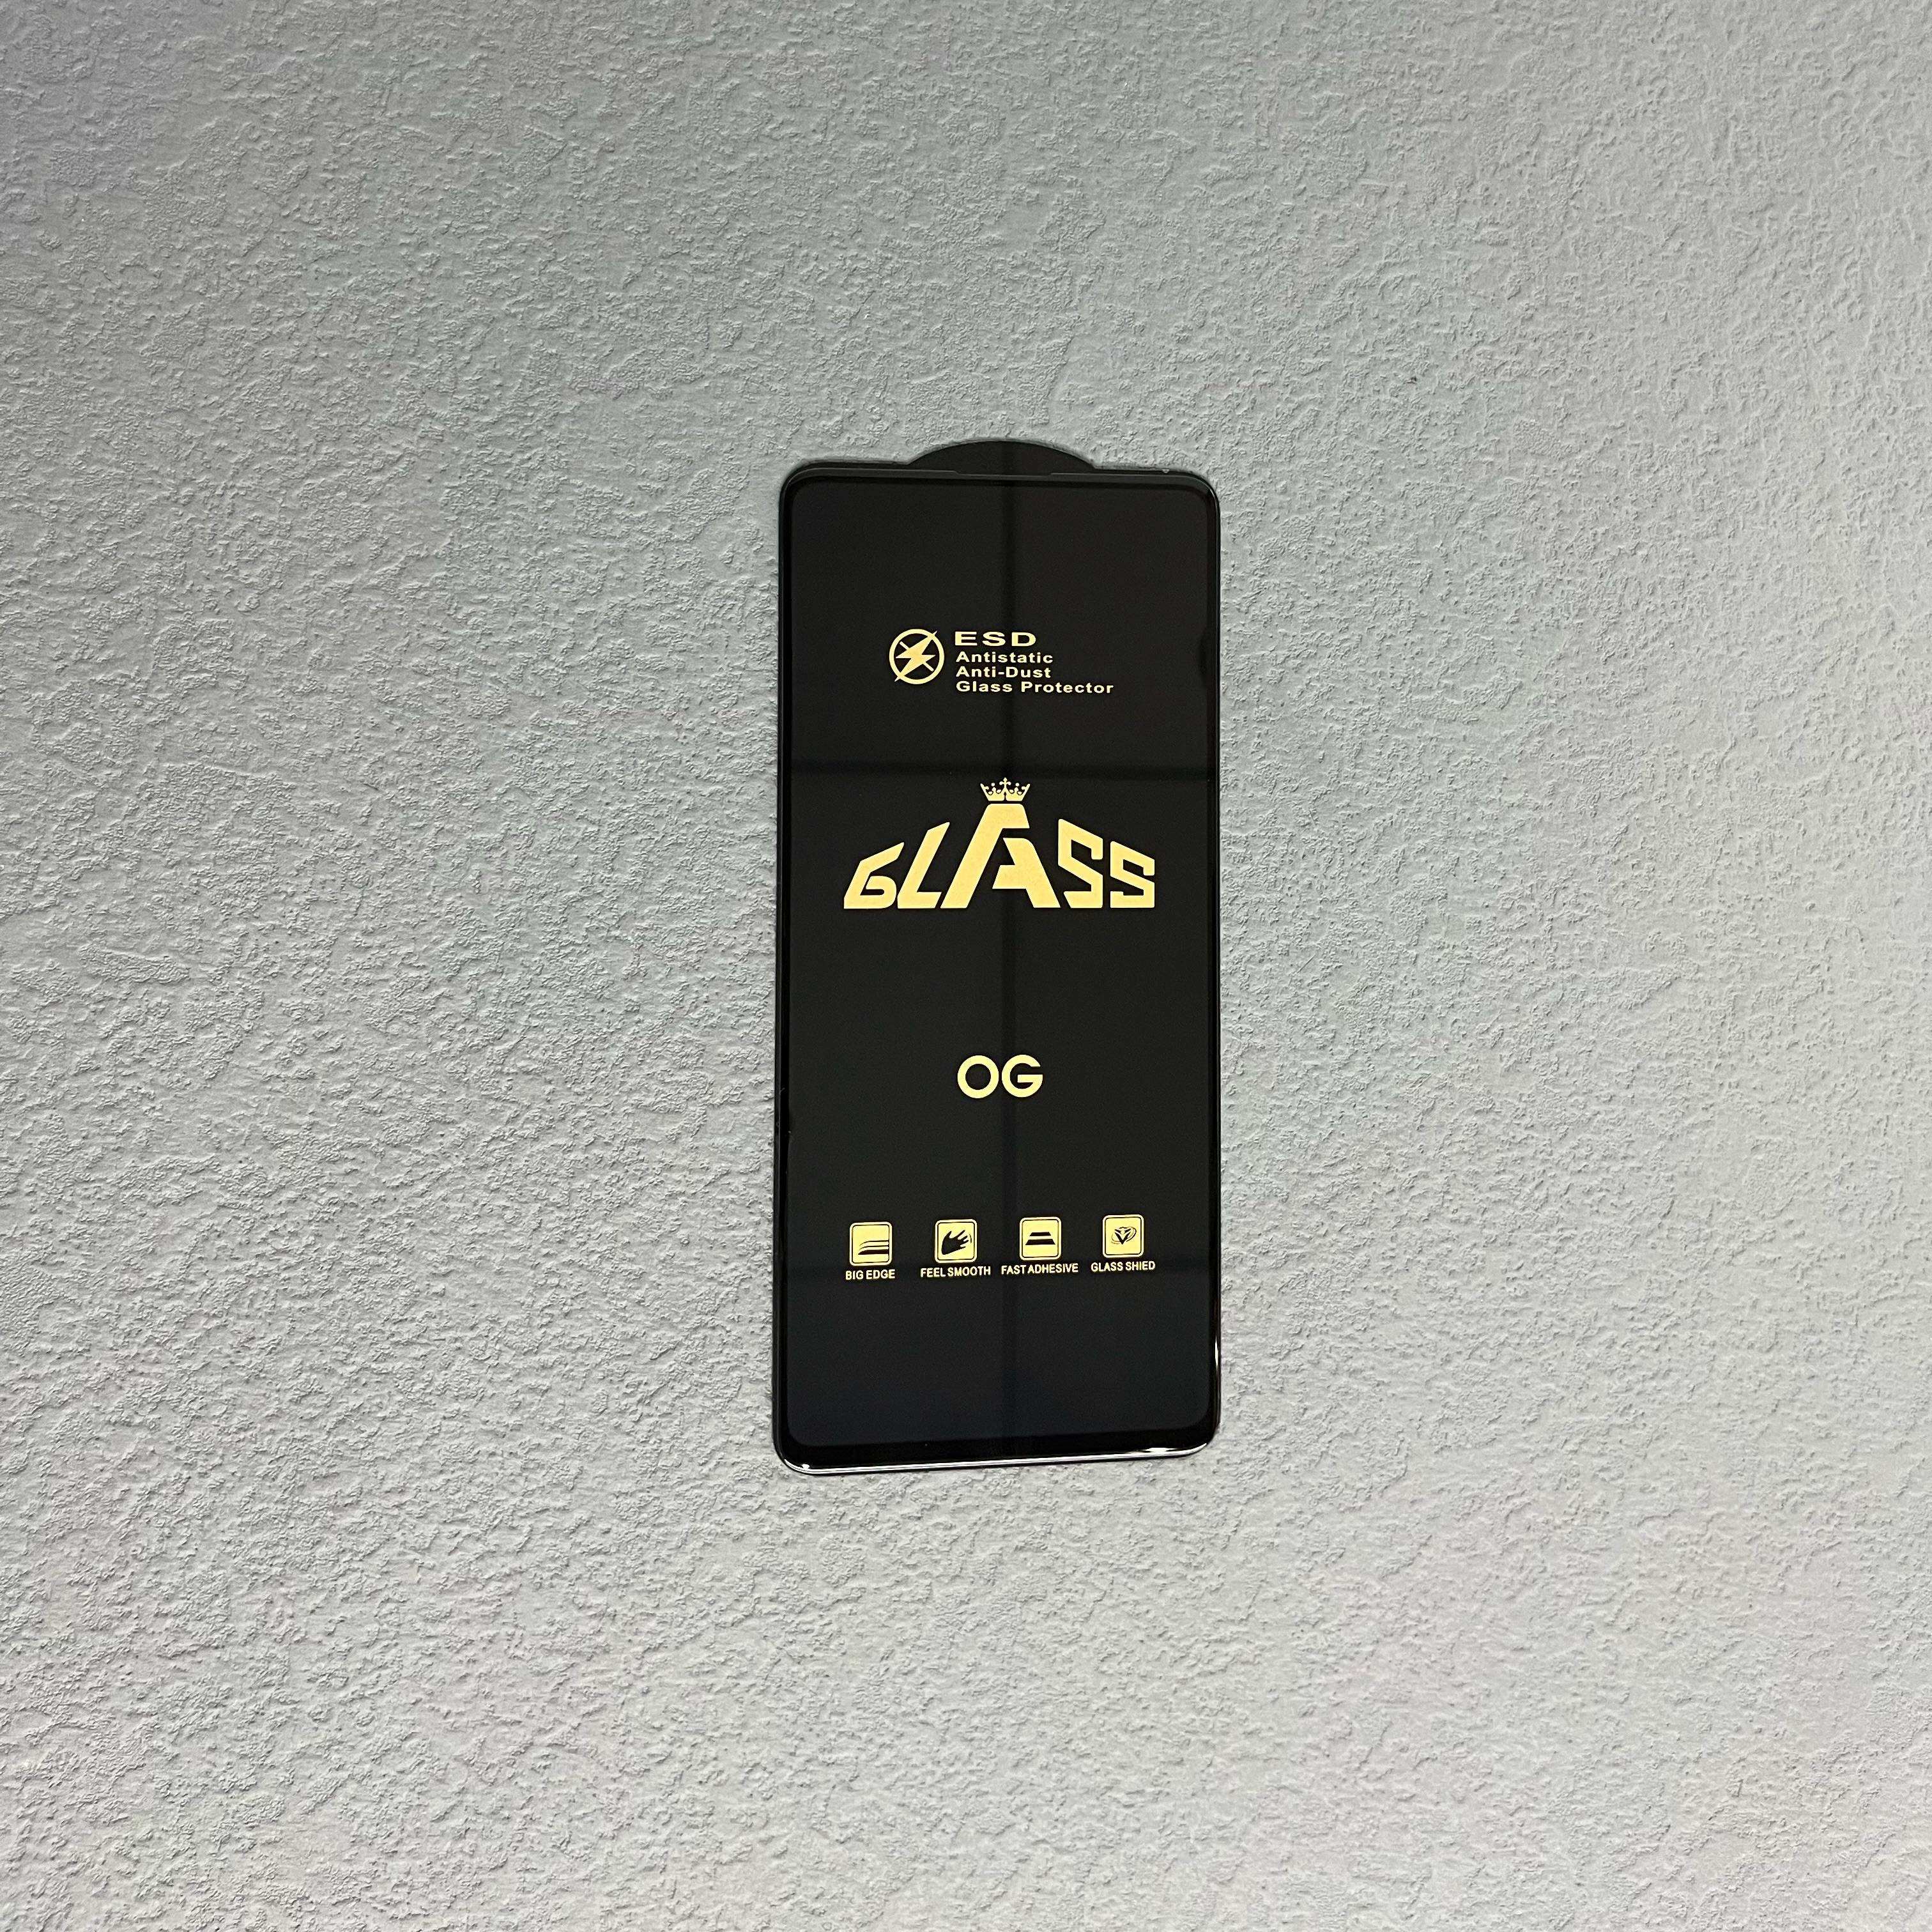 ESD
Antistatic
Anti-Dust
Glass Protector
GLASS
OG
BIG EDGE FEEL SMOOTH FAST ADHESIVE GLASS SHIED